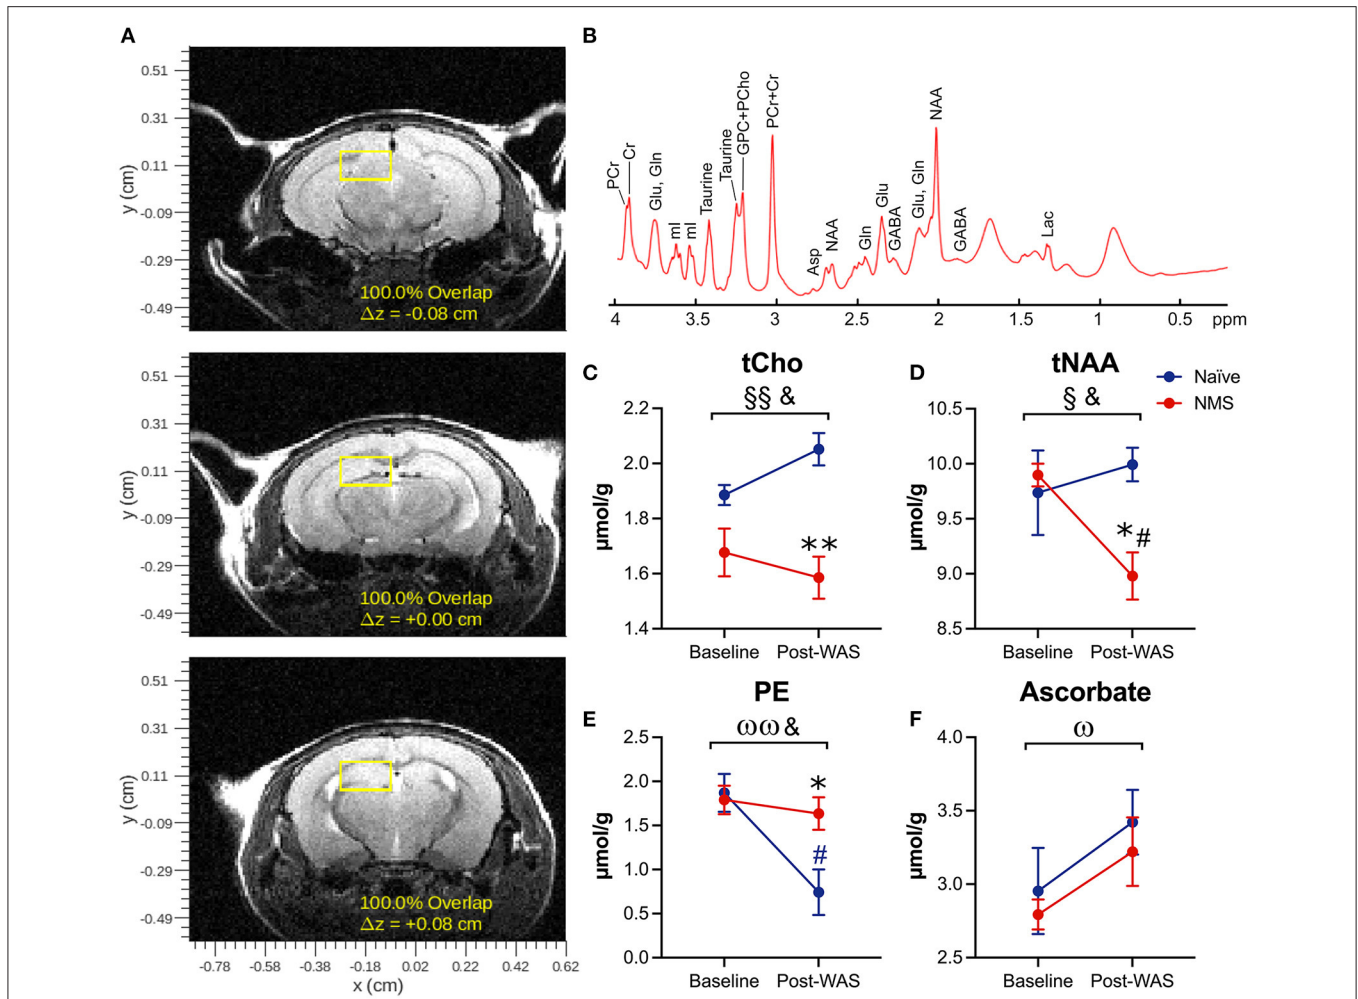 A
0.51
0.31
0.11
-0.09
-0.29
-0.49
y (cm)
100.0% Overlap
Δz = -0.08 cm
0.51
0.31
0.11
-0.09
-0.29
-0.49
y (cm)
100.0% Overlap
Δz = +0.00 cm
0.51
0.31
0.11
-0.09
-0.29
-0.49
y (cm)
100.0% Overlap
Δz = +0.08 cm
-0.78 -0.58 -0.38 -0.18 0.02 0.22 0.42 0.62
x (cm)
B
PCr
Cr
Glu, Gln
mI
mI
Taurine
Taurine
GPC+PCho
PCr+Cr
Asp
NAA
Gln
Glu
GABA
Glu, Gln
NAA
GABA
Lac
4 3.5 3 2.5 2 1.5 1 0.5 ppm
C
tCho
§§ &
2.2
2.0
1.8
1.6
1.4
µmol/g
**
Baseline Post-WAS
D
tNAA
§ &
Naïve
NMS
10.5
10.0
9.5
9.0
8.5
µmol/g
*#
Baseline Post-WAS
E
PE
ωω &
2.5
2.0
1.5
1.0
0.5
0.0
µmol/g
*
#
Baseline Post-WAS
F
Ascorbate
ω
4.0
3.5
3.0
2.5
µmol/g
Baseline Post-WAS